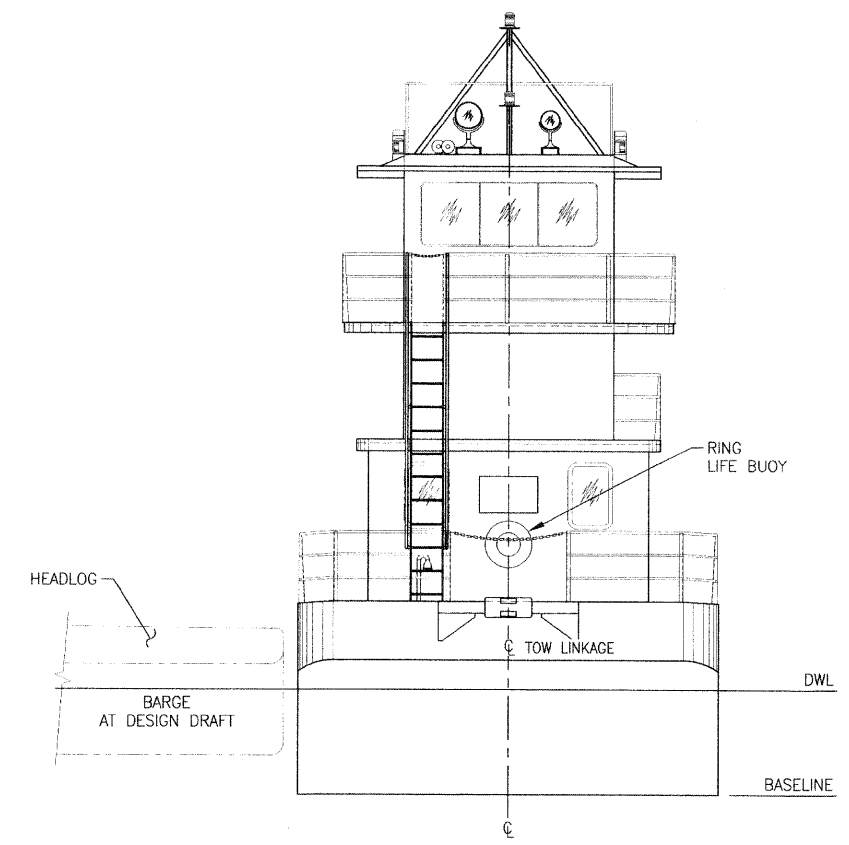 RING
LIFE BUOY
HEADLOG
℄ TOW LINKAGE
DWL
BARGE
AT DESIGN DRAFT
BASELINE
℄